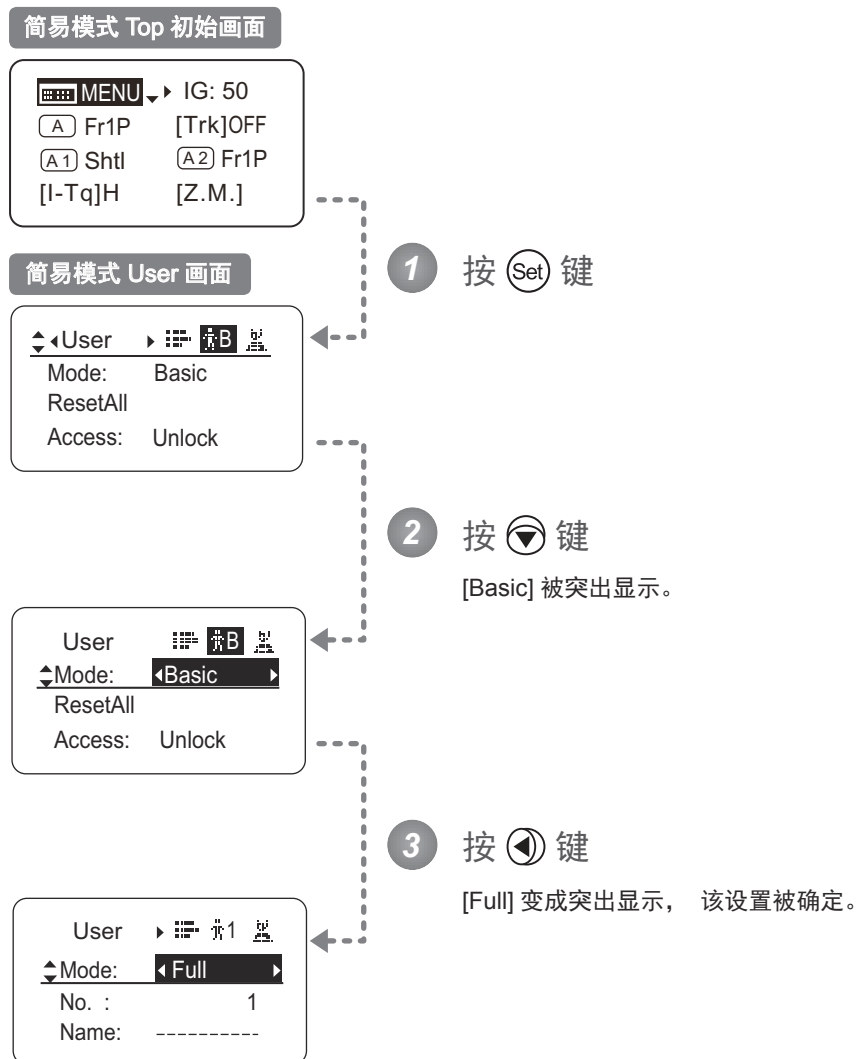 简易模式 Top 初始画面
MENU IG: 50
A Fr1P [Trk]OFF
A1 Shtl A2 Fr1P
[I-Tq]H [Z.M.]
1 按 Set 键
简易模式 User 画面
User B
Mode: Basic
ResetAll
Access: Unlock
2 按 键
[Basic] 被突出显示。
User B
Mode: Basic
ResetAll
Access: Unlock
3 按 键
[Full] 变成突出显示， 该设置被确定。
User 1
Mode: Full
No. : 1
Name: ----------